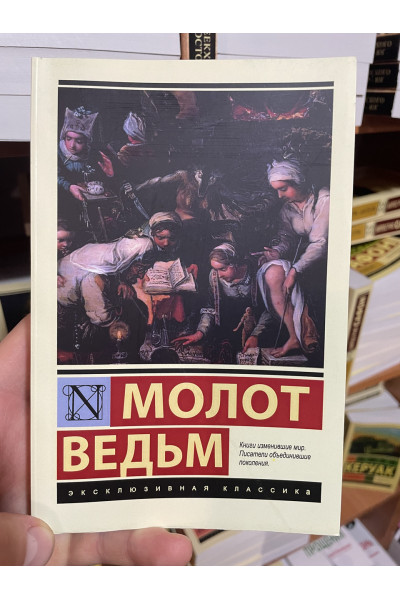 N
МОЛОТ
ВЕДЬМ
Книги изменившие мир.
Писатели объединившие
поколения.
ЭКСКЛЮЗИВНАЯ КЛАССИКА
КЕРУАК